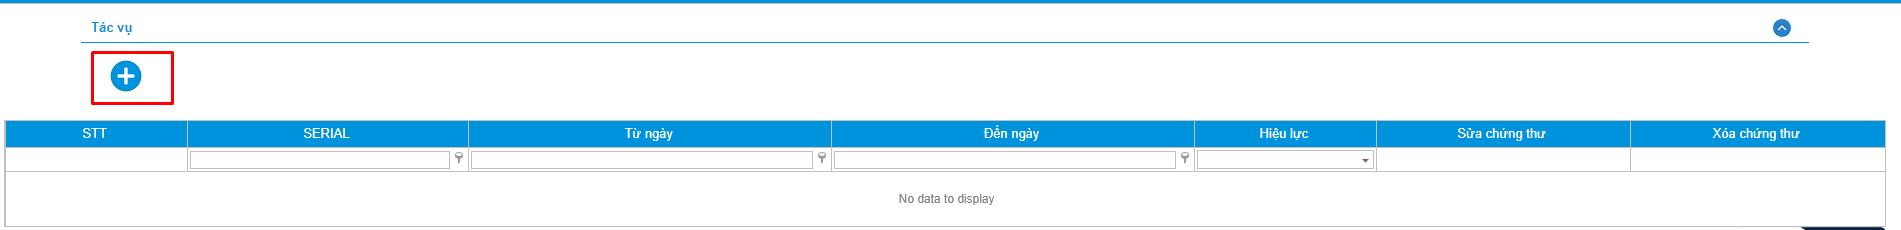 Tác vụ
STT SERIAL Từ ngày Đến ngày Hiệu lực Sửa chứng thư Xóa chứng thư
No data to display